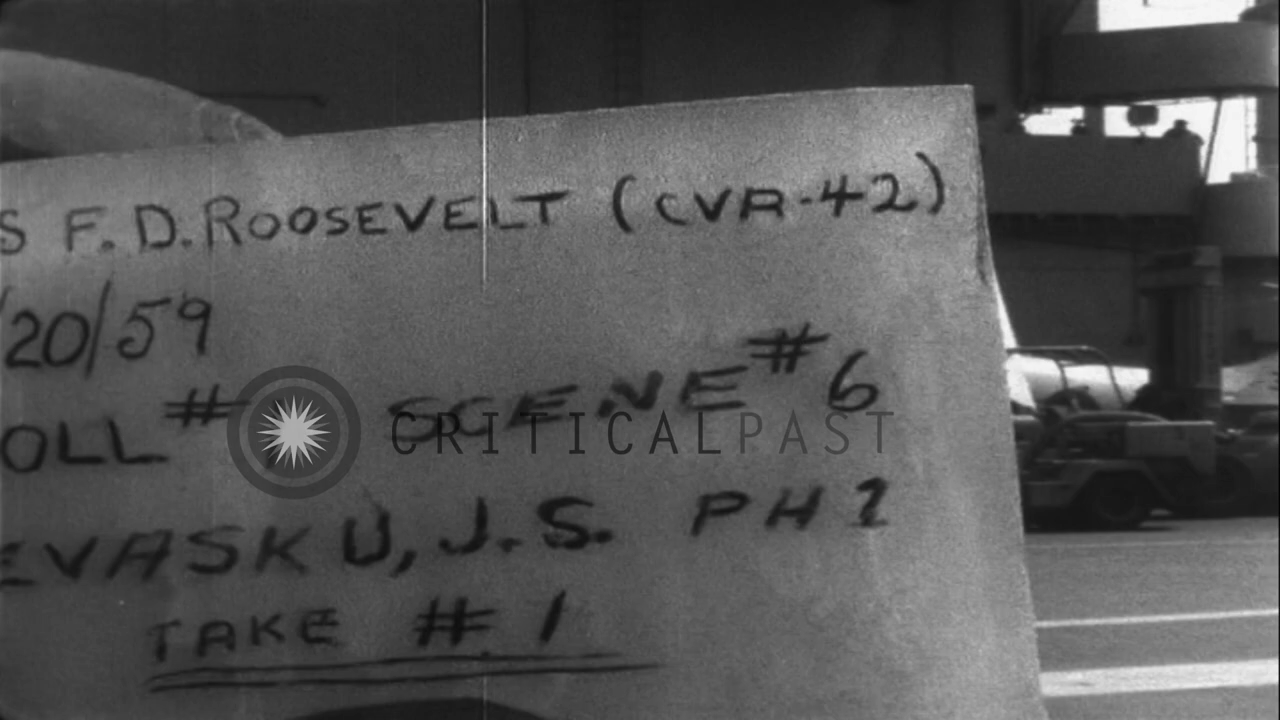 S F. D. ROOSEVELT (CVA-42)
/20/59
OLL # SCENE # 6
EVASKU, J.S. PH2
TAKE # 1
CRITICALPAST